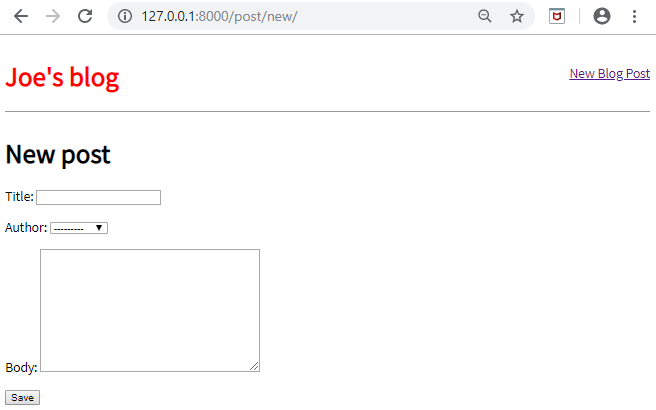 127.0.0.1:8000/post/new/
Joe's blog
New Blog Post
New post
Title:
Author: ---------
Body:
Save